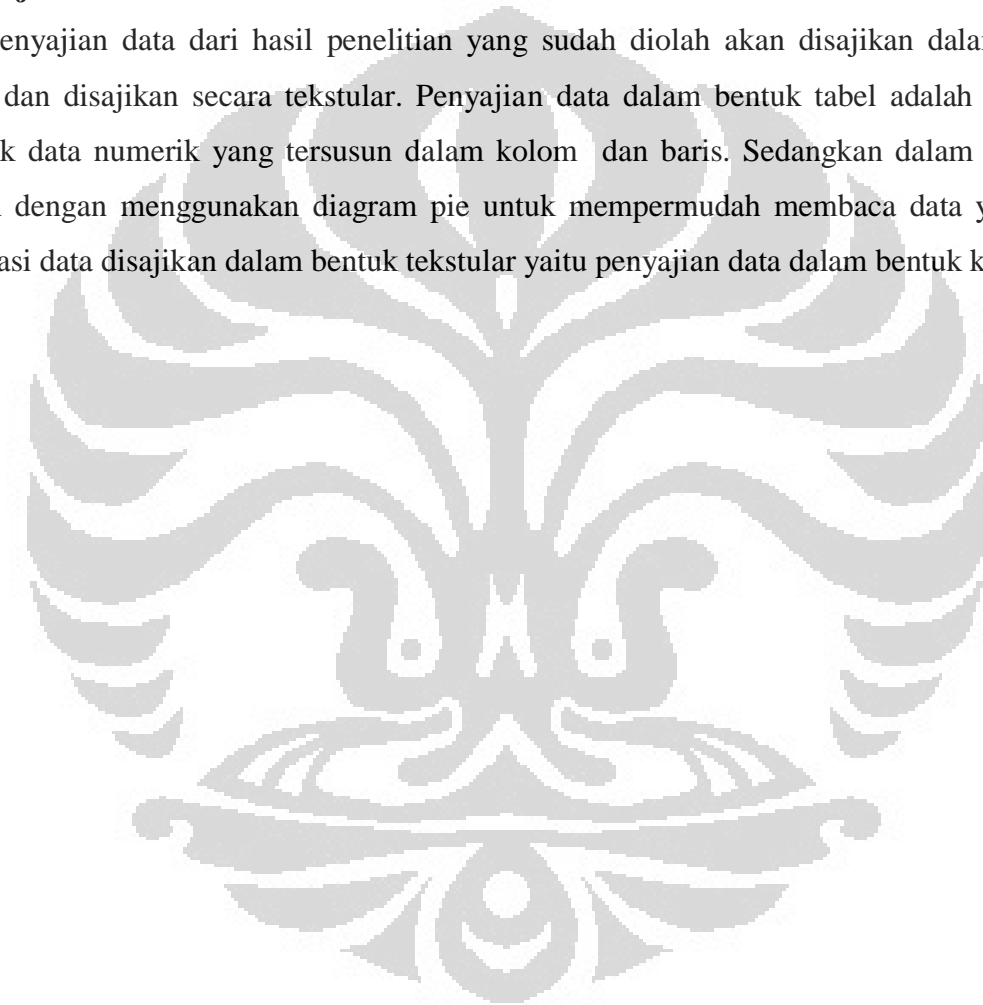 enyajian data dari hasil penelitian yang sudah diolah akan disajikan dala
dan disajikan secara tekstular. Penyajian data dalam bentuk tabel adalah
k data numerik yang tersusun dalam kolom dan baris. Sedangkan dalam
dengan menggunakan diagram pie untuk mempermudah membaca data y
asi data disajikan dalam bentuk tekstular yaitu penyajian data dalam bentuk k